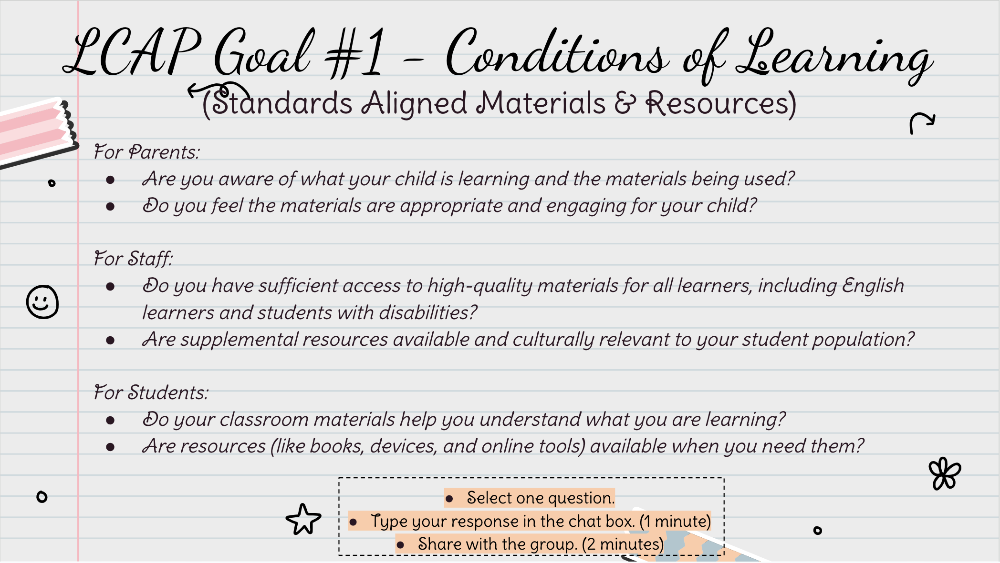 LCAP Goal #1 - Conditions of Learning
(Standards Aligned Materials & Resources)
For Parents:
● Are you aware of what your child is learning and the materials being used?
● Do you feel the materials are appropriate and engaging for your child?
For Staff:
● Do you have sufficient access to high-quality materials for all learners, including English
learners and students with disabilities?
● Are supplemental resources available and culturally relevant to your student population?
For Students:
● Do your classroom materials help you understand what you are learning?
● Are resources (like books, devices, and online tools) available when you need them?
● Select one question.
● Type your response in the chat box. (1 minute)
● Share with the group. (2 minutes)